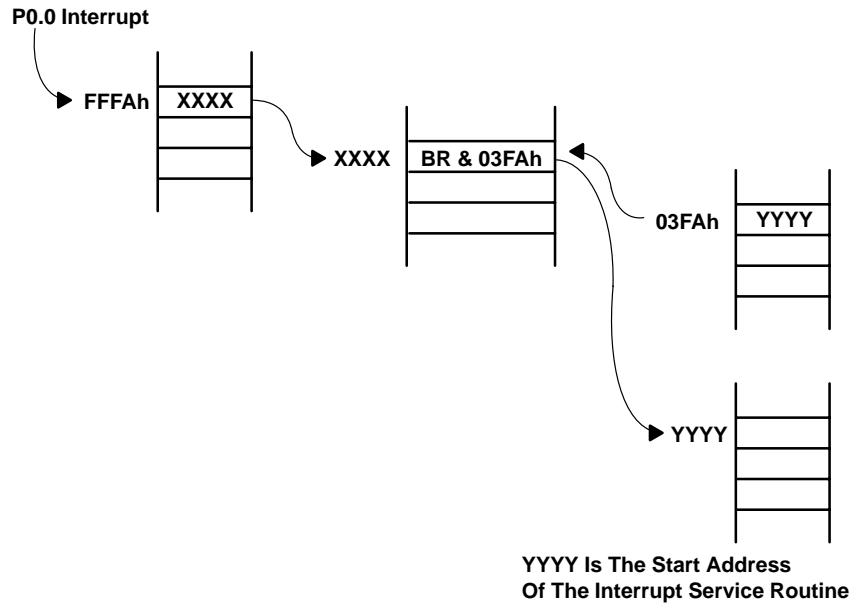 P0.0 Interrupt
FFFAh
XXXX
XXXX
BR & 03FAh
03FAh
YYYY
YYYY
YYYY Is The Start Address
Of The Interrupt Service Routine